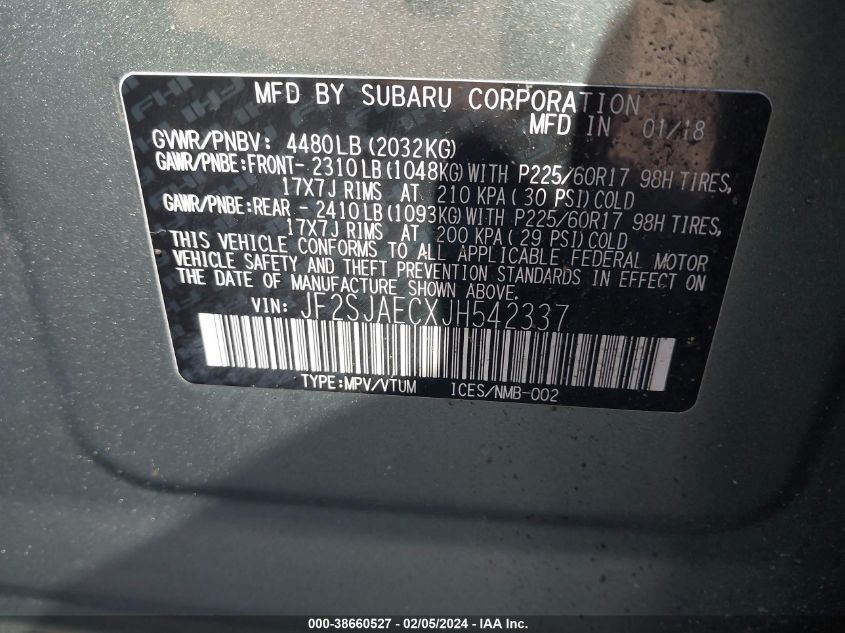 MFD BY SUBARU CORPORATION
MFD IN 01/18
GVWR/PNBV: 4480LB (2032KG)
GAWR/PNBE:FRONT- 2310LB (1048KG) WITH P225/60R17 98H TIRES,
17X7J RIMS AT 210 KPA ( 30 PSI) COLD
GAWR/PNBE:REAR - 2410LB (1093KG) WITH P225/60R17 98H TIRES,
17X7J RIMS AT 200 KPA ( 29 PSI) COLD
THIS VEHICLE CONFORMS TO ALL APPLICABLE FEDERAL MOTOR
VEHICLE SAFETY AND THEFT PREVENTION STANDARDS IN EFFECT ON
THE DATE OF MANUFACTURE SHOWN ABOVE.
VIN: JF2SJAECXJH542337
TYPE:MPV/VTUM ICES/NMB-002
000-38660527 - 02/05/2024 - IAA Inc.